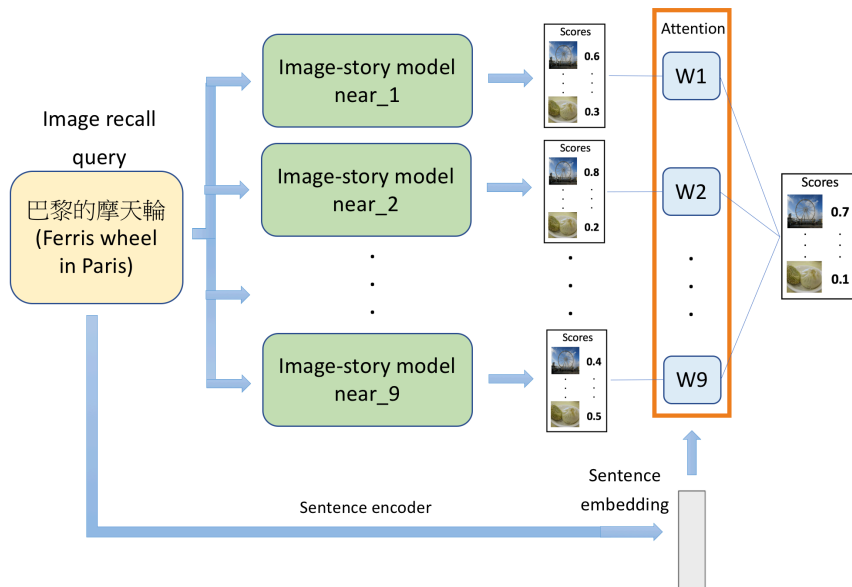 Image recall
query
巴黎的摩天輪
(Ferris wheel
in Paris)
Image-story model
near_1
Image-story model
near_2
Image-story model
near_9
Scores
0.6
0.3
Scores
0.8
0.2
Scores
0.4
0.5
Attention
W1
W2
W9
Scores
0.7
0.1
Sentence encoder
Sentence
embedding